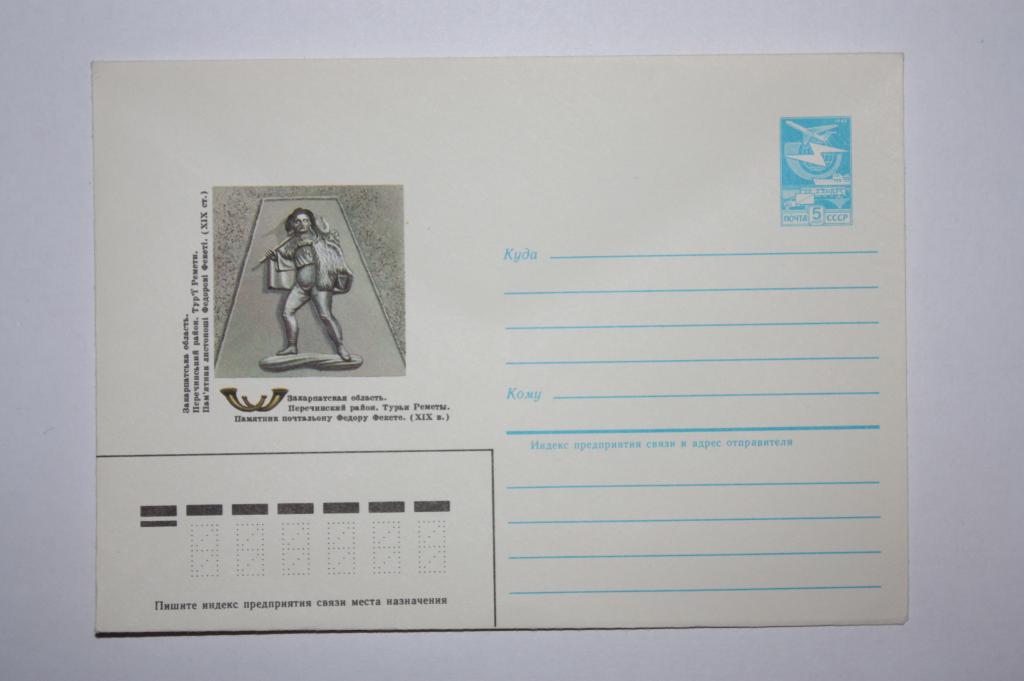 Закарпатська область.
Перечинський район. Тур'ї Ремети.
Пам'ятник листоноші Федорові Фекеті. (XIX ст.)
Закарпатская область.
Перечинский район. Турьи Реметы.
Памятник почтальону Федору Фекете. (XIX в.)
1982
ПОЧТА 5 СССР
Куда
Кому
Индекс предприятия связи и адрес отправителя
Пишите индекс предприятия связи места назначения